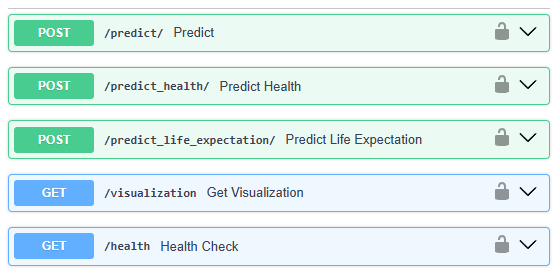 POST /predict/ Predict
POST /predict_health/ Predict Health
POST /predict_life_expectation/ Predict Life Expectation
GET /visualization Get Visualization
GET /health Health Check